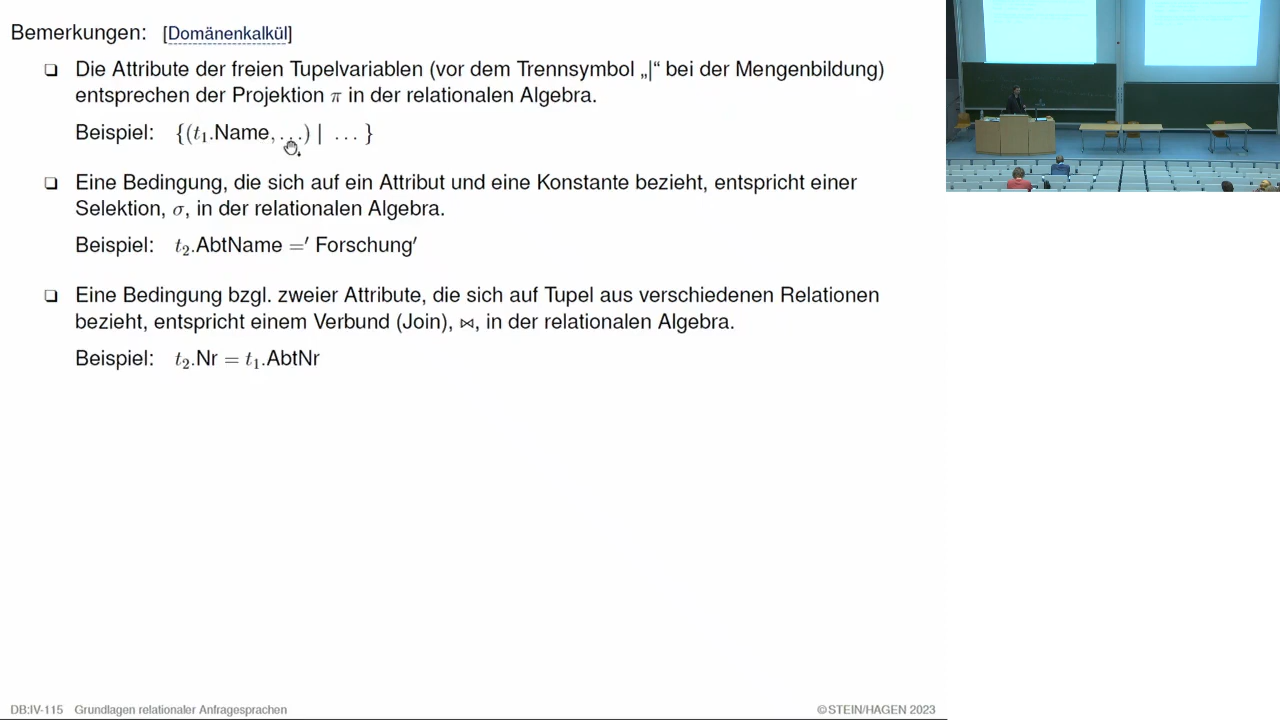 Bemerkungen: [Domänenkalkül]
❑ Die Attribute der freien Tupelvariablen (vor dem Trennsymbol „|“ bei der Mengenbildung)
entsprechen der Projektion π in der relationalen Algebra.
Beispiel: {(t₁.Name, . . .) | . . . }
❑ Eine Bedingung, die sich auf ein Attribut und eine Konstante bezieht, entspricht einer
Selektion, σ, in der relationalen Algebra.
Beispiel: t₂.AbtName =′ Forschung′
❑ Eine Bedingung bzgl. zweier Attribute, die sich auf Tupel aus verschiedenen Relationen
bezieht, entspricht einem Verbund (Join), ⋈, in der relationalen Algebra.
Beispiel: t₂.Nr = t₁.AbtNr
DB:IV-115 Grundlagen relationaler Anfragesprachen
©STEIN/HAGEN 2023